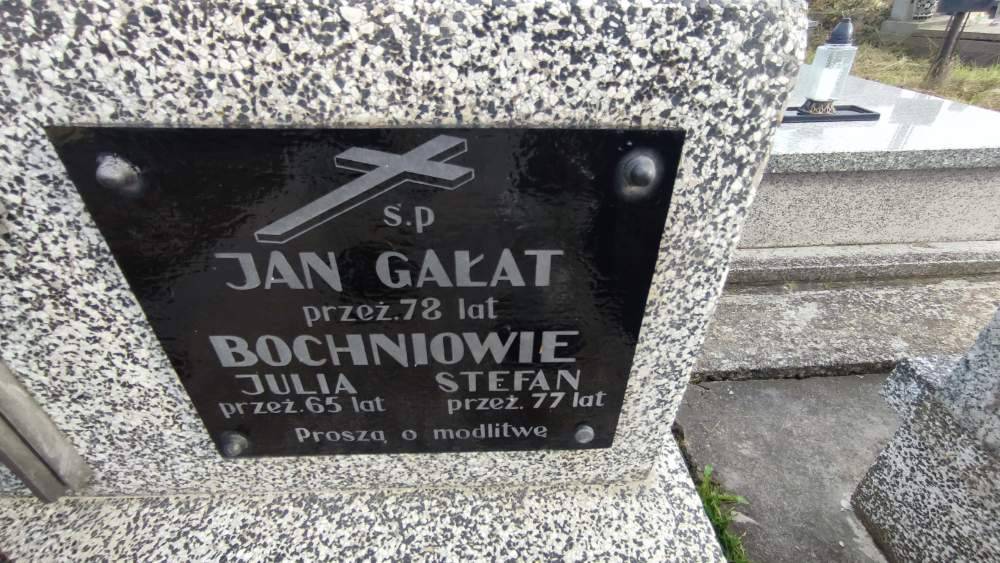 ś.p
JAN GAŁAT
przeż. 78 lat
BOCHNIOWIE
JULIA STEFAN
przeż. 65 lat przeż. 77 lat
Proszą o modlitwę